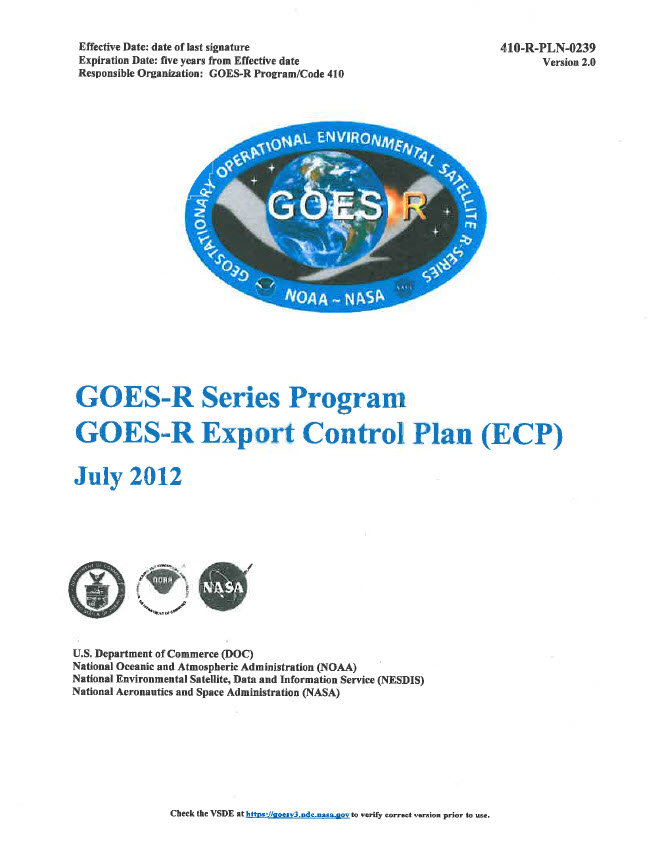 Effective Date: date of last signature
Expiration Date: five years from Effective date
Responsible Organization: GOES-R Program/Code 410
410-R-PLN-0239
Version 2.0
GEOSTATIONARY OPERATIONAL ENVIRONMENTAL SATELLITE R-SERIES
GOES R
NOAA ~ NASA
GOES-R Series Program
GOES-R Export Control Plan (ECP)
July 2012
NOAA
NASA
U.S. Department of Commerce (DOC)
National Oceanic and Atmospheric Administration (NOAA)
National Environmental Satellite, Data and Information Service (NESDIS)
National Aeronautics and Space Administration (NASA)
Check the VSDE at https://goesv3.ndc.nasa.gov to verify correct version prior to use.